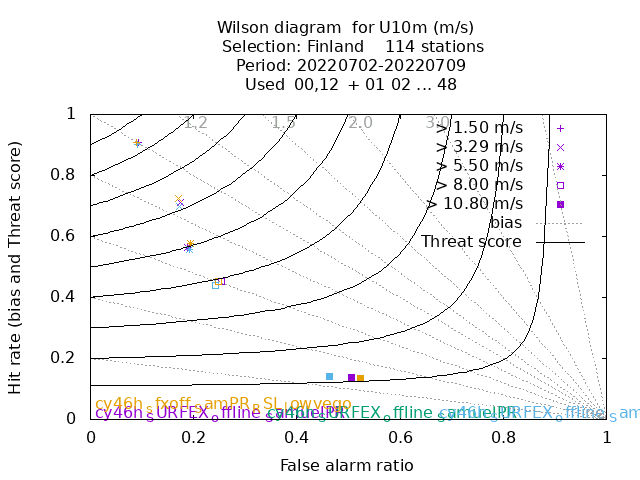 Wilson diagram  for U10m (m/s)
Selection: Finland    114 stations
Period: 20220702-20220709
Used  00,12  + 01 02 ... 48
1.2
1.5
2.0
3.0
> 1.50 m/s
> 3.29 m/s
> 5.50 m/s
> 8.00 m/s
> 10.80 m/s
bias
Threat score
Hit rate (bias and Threat score)
1
0.8
0.6
0.4
0.2
0
0
0.2
0.4
0.6
0.8
1
False alarm ratio